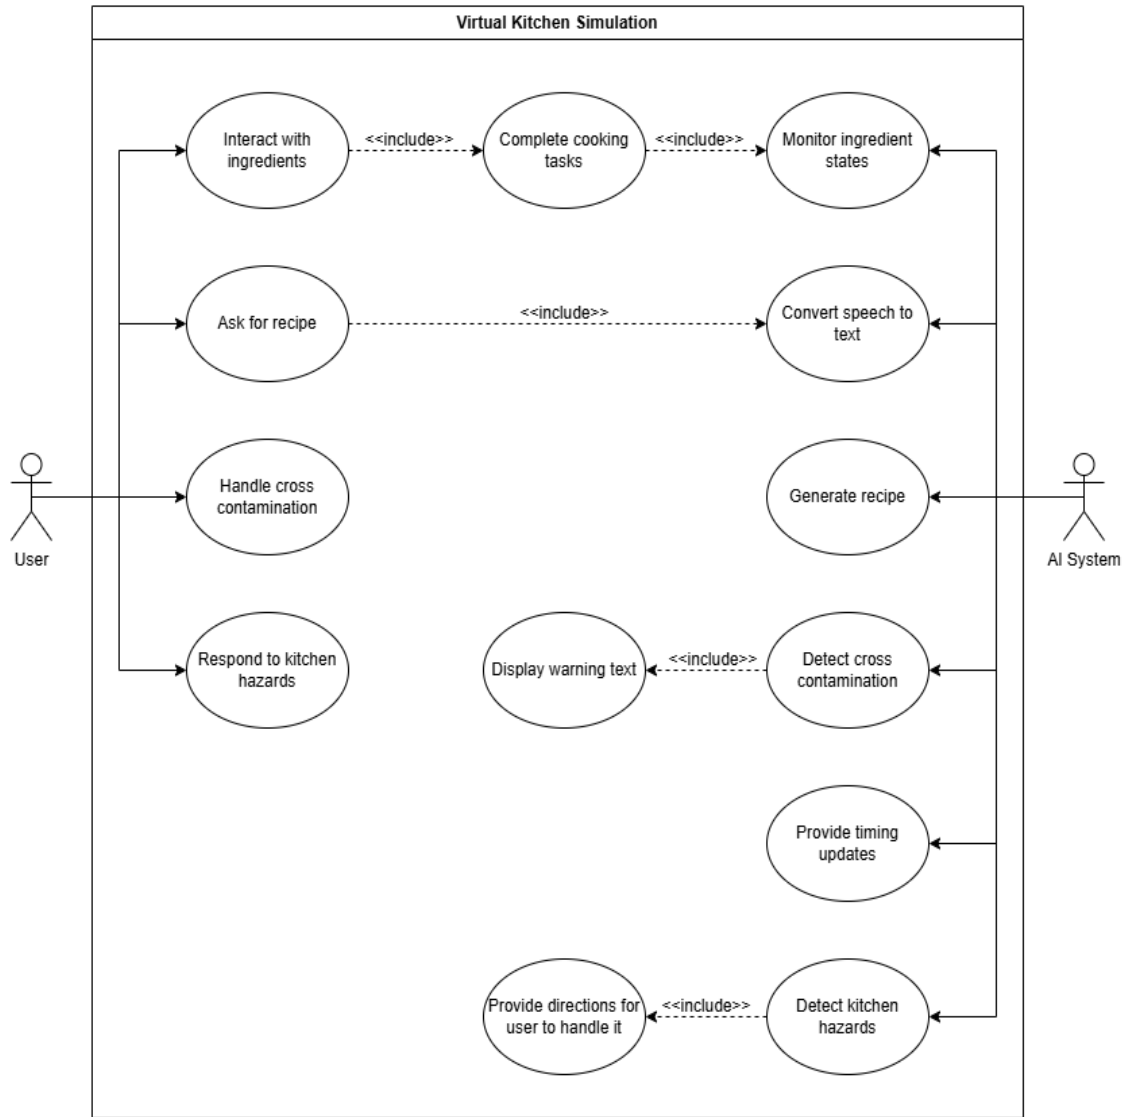 Virtual Kitchen Simulation
Interact with
ingredients
<<include>>
Complete cooking
tasks
<<include>>
Monitor ingredient
states
Ask for recipe
<<include>>
Convert speech to
text
User
Handle cross
contamination
Generate recipe
AI System
Respond to kitchen
hazards
Display warning text
<<include>>
Detect cross
contamination
Provide timing
updates
Provide directions for
user to handle it
<<include>>
Detect kitchen
hazards